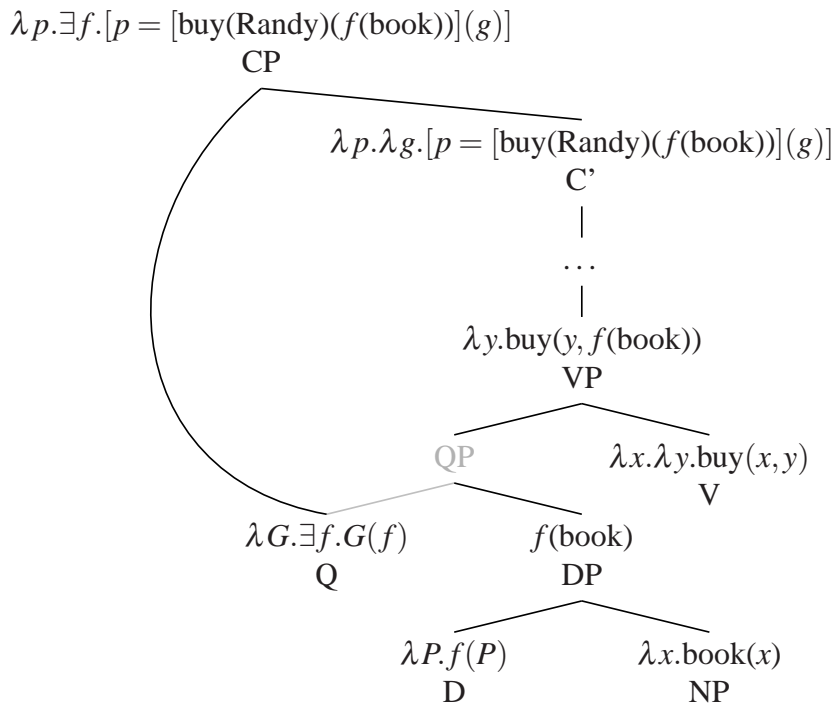 λp.∃f.[p = [buy(Randy)(f(book))](g)]
CP
λp.λg.[p = [buy(Randy)(f(book))](g)]
C’
…
λy.buy(y, f(book))
VP
QP
λx.λy.buy(x,y)
V
λG.∃f.G(f)
Q
f(book)
DP
λP.f(P)
D
λx.book(x)
NP